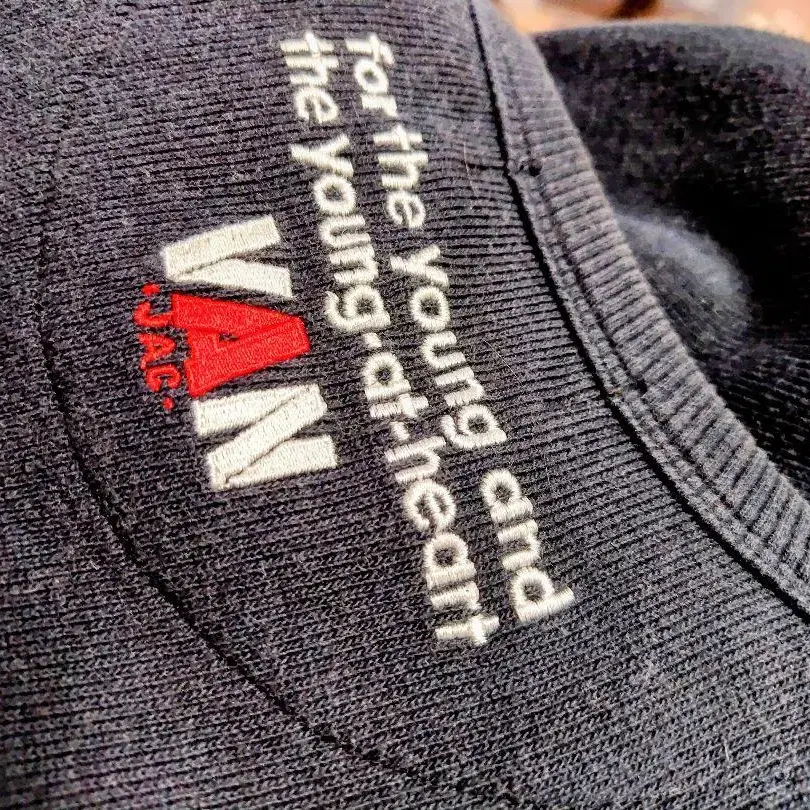 for the young and
the young-at-heart
VAN
·JAC·